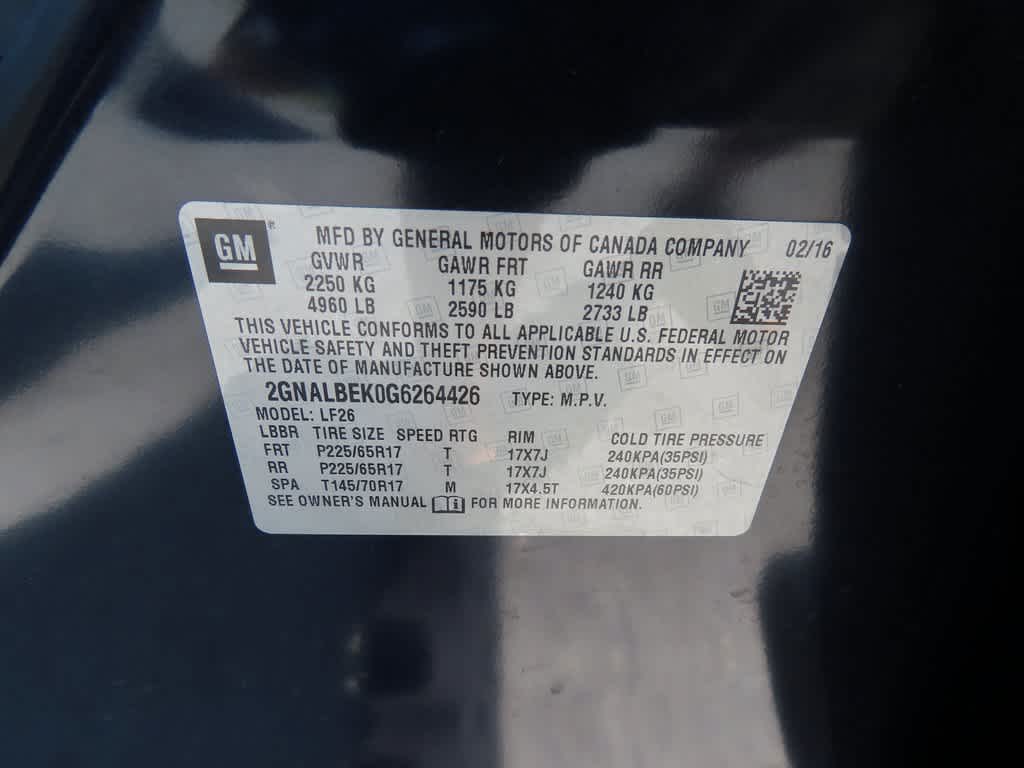 GM ® MFD BY GENERAL MOTORS OF CANADA COMPANY 02/16
GVWR GAWR FRT GAWR RR
2250 KG 1175 KG 1240 KG
4960 LB 2590 LB 2733 LB
THIS VEHICLE CONFORMS TO ALL APPLICABLE U.S. FEDERAL MOTOR
VEHICLE SAFETY AND THEFT PREVENTION STANDARDS IN EFFECT ON
THE DATE OF MANUFACTURE SHOWN ABOVE.
2GNALBEK0G6264426 TYPE: M.P.V.
MODEL: LF26
LBBR TIRE SIZE SPEED RTG RIM COLD TIRE PRESSURE
FRT P225/65R17 T 17X7J 240KPA(35PSI)
RR P225/65R17 T 17X7J 240KPA(35PSI)
SPA T145/70R17 M 17X4.5T 420KPA(60PSI)
SEE OWNER'S MANUAL i FOR MORE INFORMATION.